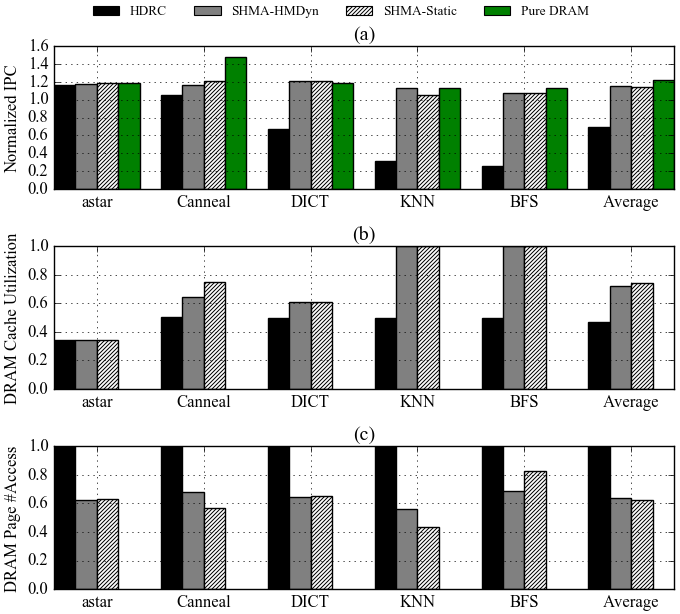 HDRC SHMA-HMDyn SHMA-Static Pure DRAM
(a)
Normalized IPC
1.6
1.4
1.2
1.0
0.8
0.6
0.4
0.2
0.0
astar Canneal DICT KNN BFS Average
(b)
DRAM Cache Utilization
1.0
0.8
0.6
0.4
0.2
0.0
astar Canneal DICT KNN BFS Average
(c)
DRAM Page #Access
1.0
0.8
0.6
0.4
0.2
0.0
astar Canneal DICT KNN BFS Average